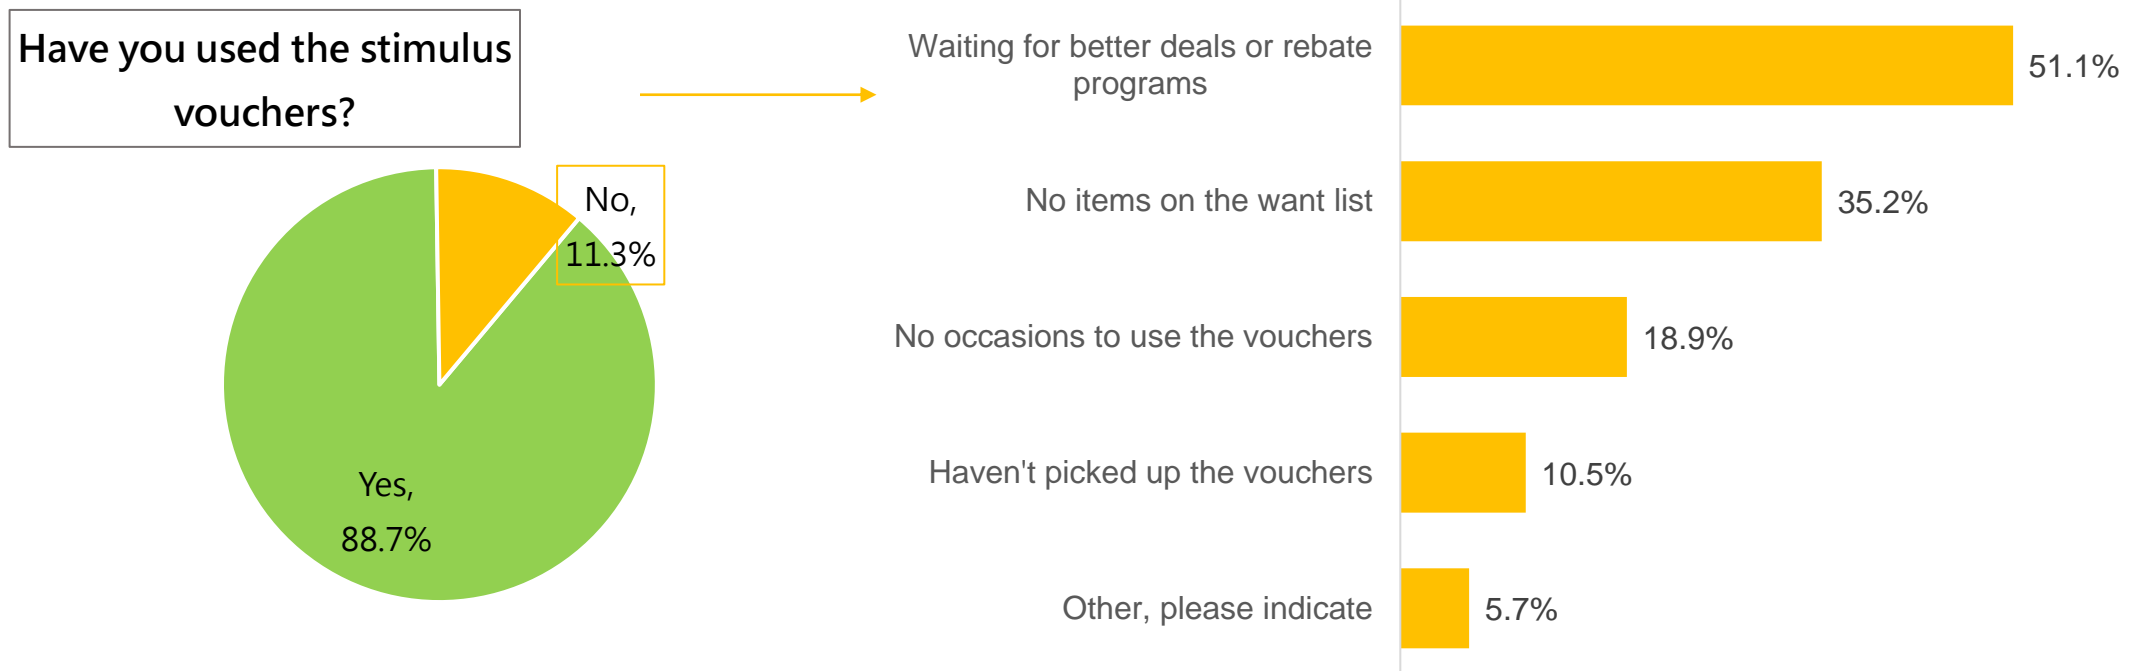 Have you used the stimulus
vouchers?
No,
11.3%
Yes,
88.7%
Waiting for better deals or rebate
programs
51.1%
No items on the want list
35.2%
No occasions to use the vouchers
18.9%
Haven't picked up the vouchers
10.5%
Other, please indicate
5.7%